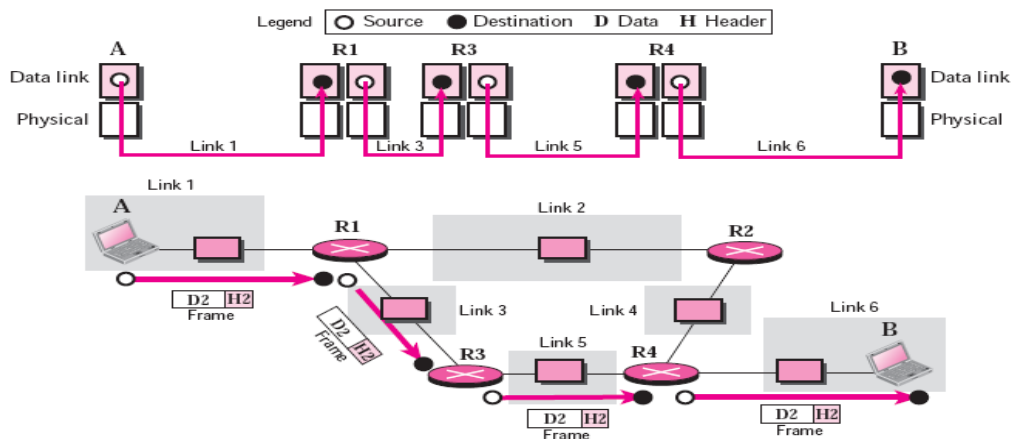 Legend Source Destination D Data H Header
A R1 R3 R4 B
Data link Data link
Physical Physical
Link 1 Link 3 Link 5 Link 6
Link 1
A
Link 2
R1 R2
D2 H2
Frame
Link 3
D2 H2
Frame
Link 4
Link 6
B
R3
Link 5
R4
D2 H2
Frame
D2 H2
Frame